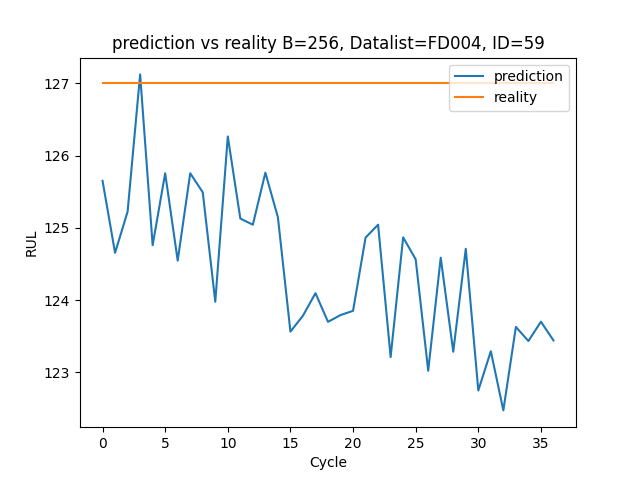 prediction vs reality B=256, Datalist=FD004, ID=59
prediction
reality
127
126
125
124
123
RUL
0 5 10 15 20 25 30 35
Cycle